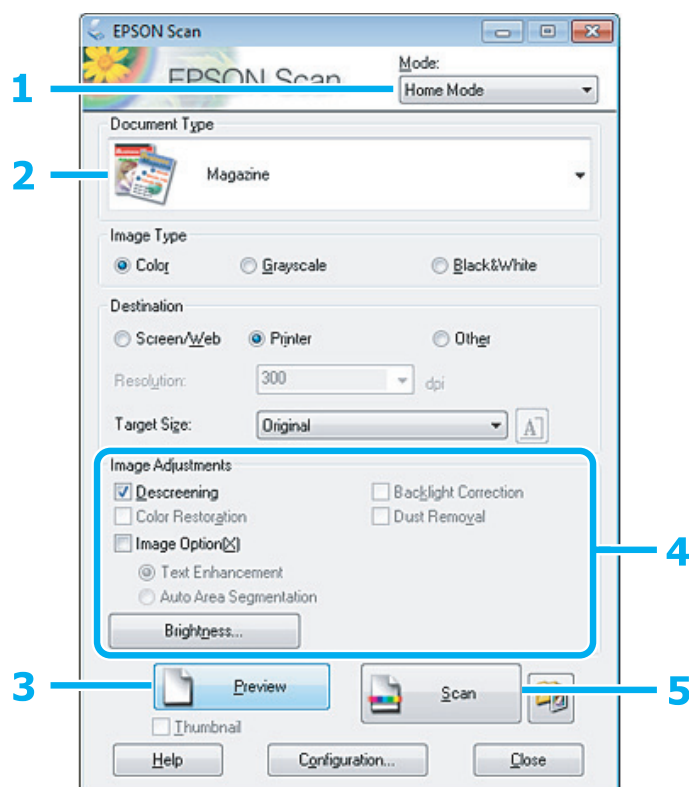 EPSON Scan
EPSON Scan
Mode:
1
Home Mode
Document Type
2
Magazine
Image Type
Color
Grayscale
Black&White
Destination
Screen/Web
Printer
Other
Resolution:
300
dpi
Target Size:
Original
A
Image Adjustments
Descreening
Backlight Correction
Color Restoration
Dust Removal
Image Option(X)
4
Text Enhancement
Auto Area Segmentation
Brightness...
3
Preview
Scan
5
Thumbnail
Help
Configuration...
Close